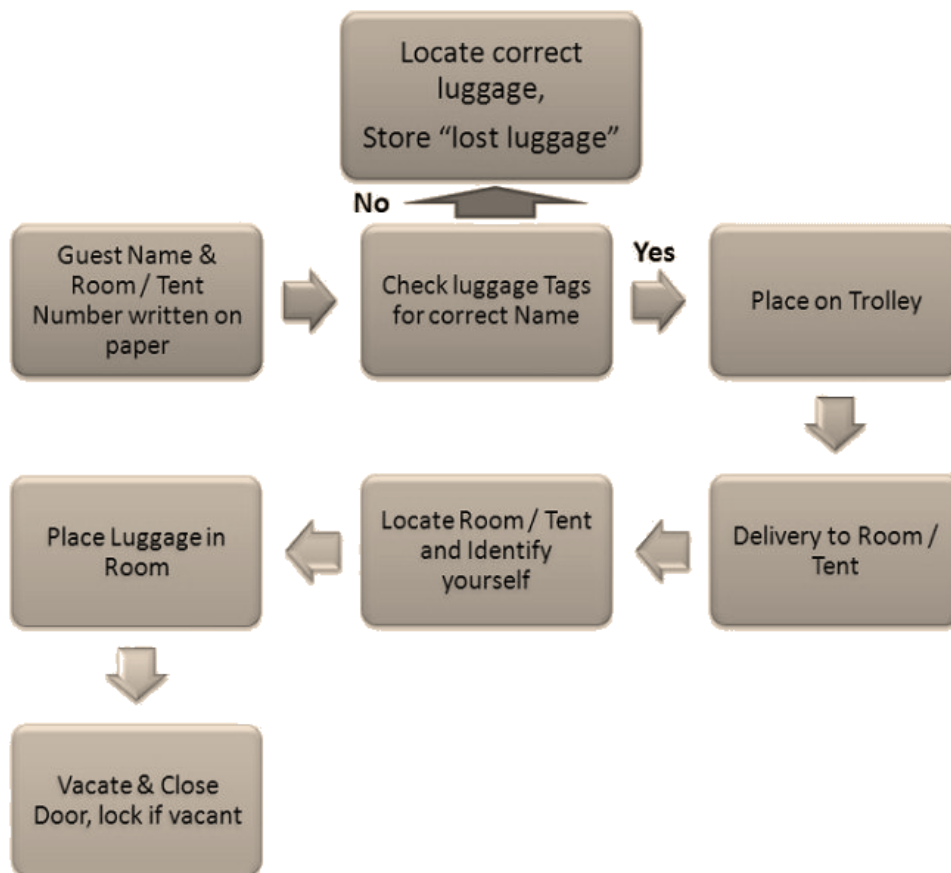 Locate correct
luggage,
Store “lost luggage”
No
Guest Name &
Room / Tent
Number written on
paper
Check luggage Tags
for correct Name
Yes
Place on Trolley
Place Luggage in
Room
Locate Room / Tent
and Identify
yourself
Delivery to Room /
Tent
Vacate & Close
Door, lock if vacant